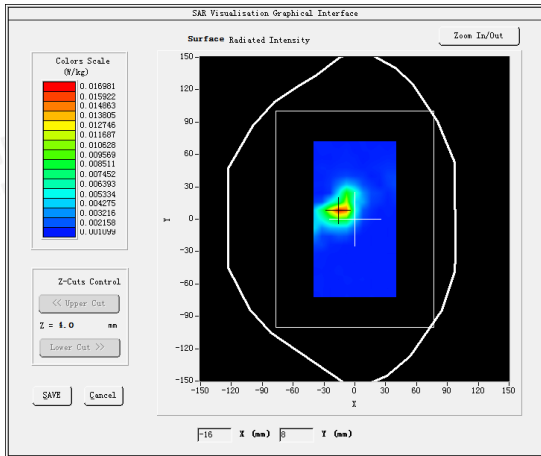 SAR Visualisation Graphical Interface
Surface Radiated Intensity
Zoom In/Out
Colors Scale
(W/kg)
0.016981
0.015922
0.014863
0.013805
0.012746
0.011687
0.010628
0.009569
0.008511
0.007452
0.006393
0.005334
0.004275
0.003216
0.002158
0.001099
150
120
90
60
30
0
-30
-60
-90
-120
-150
Y
-150 -120 -90 -60 -30 0 30 60 90 120 150
X
Z-Cuts Control
<< Upper Cut
Z = mm
Lower Cut >>
SAVE
Cancel
-16 X (mm) 8 Y (mm)